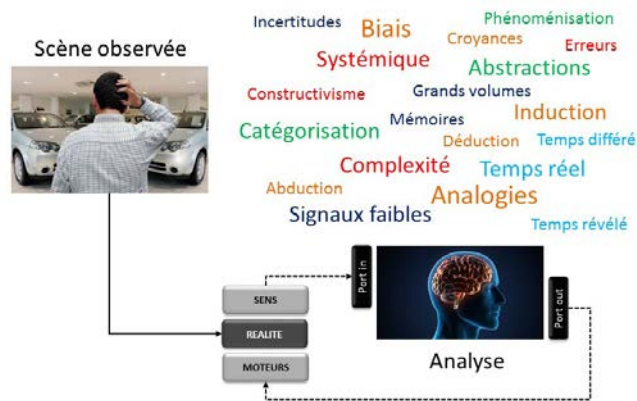 Scène observée
Incertitudes
Biais
Phénoménisation
Croyances
Erreurs
Systémique
Abstractions
Constructivisme
Grands volumes
Induction
Mémoires
Catégorisation
Déduction
Temps différé
Complexité
Temps réel
Abduction
Analogies
Signaux faibles
Temps révélé
Port in
SENS
Port out
REALITE
Analyse
MOTEURS